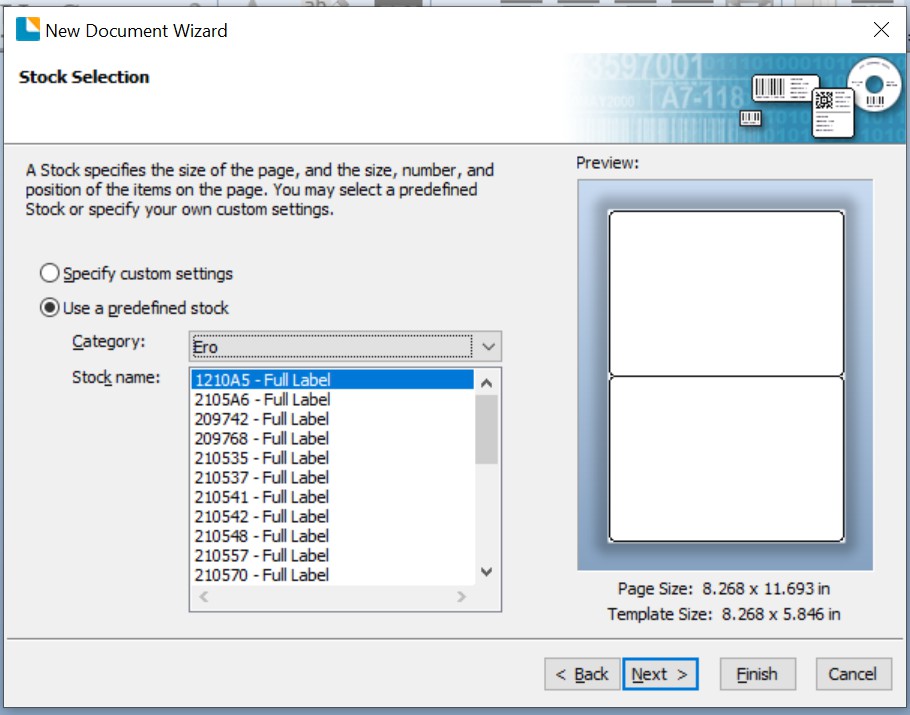 New Document Wizard
Stock Selection
3597001
A7-118
A Stock specifies the size of the page, and the size, number, and
position of the items on the page. You may select a predefined
Stock or specify your own custom settings.
Preview:
Specify custom settings
Use a predefined stock
Category:
Ero
Stock name:
1210A5 - Full Label
2105A6 - Full Label
209742 - Full Label
209768 - Full Label
210535 - Full Label
210537 - Full Label
210541 - Full Label
210542 - Full Label
210548 - Full Label
210557 - Full Label
210570 - Full Label
Page Size: 8.268 x 11.693 in
Template Size: 8.268 x 5.846 in
< Back
Next >
Finish
Cancel